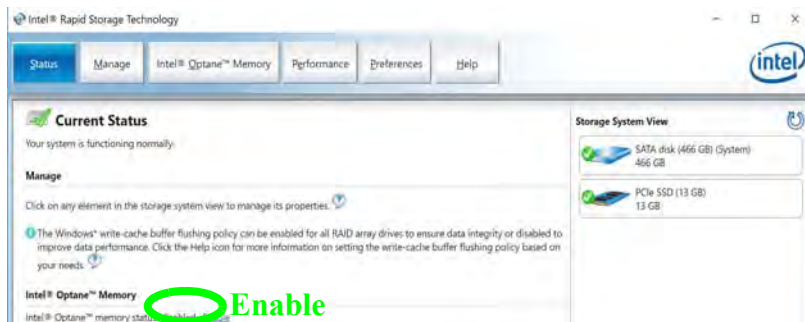 Intel® Rapid Storage Technology
Status Manage Intel® Optane™ Memory Performance Preferences Help
intel
Current Status
Your system is functioning normally.
Manage
Click on any element in the storage system view to manage its properties.
The Windows* write-cache buffer flushing policy can be enabled for all RAID array drives to ensure data integrity or disabled to
improve data performance. Click the Help icon for more information on setting the write-cache buffer flushing policy based on
your needs.
Intel® Optane™ Memory
Intel® Optane™ memory status
Enable
Storage System View
SATA disk (466 GB) (System)
466 GB
PCIe SSD (13 GB)
13 GB